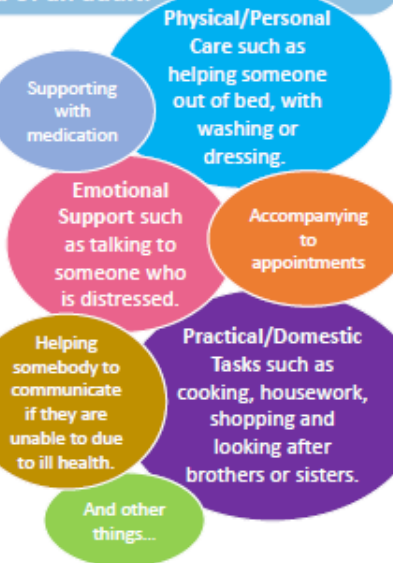 Physical/Personal
Care such as
helping someone
out of bed, with
washing or
dressing.
Supporting
with
medication
Emotional
Support such
as talking to
someone who
is distressed.
Accompanying
to
appointments
Helping
somebody to
communicate
if they are
unable to due
to ill health.
Practical/Domestic
Tasks such as
cooking, housework,
shopping and
looking after
brothers or sisters.
And other
things...